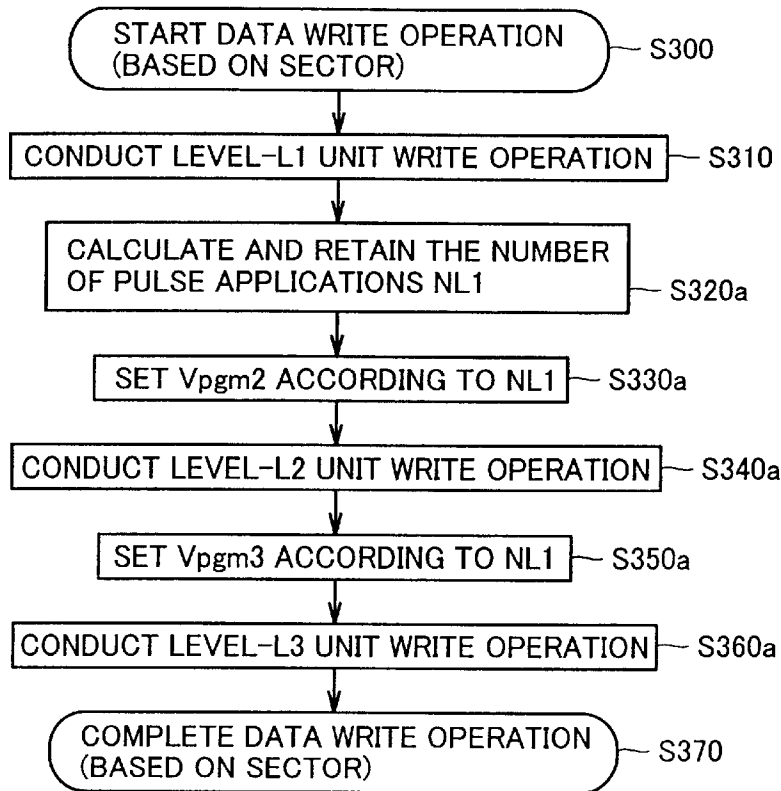 START DATA WRITE OPERATION
(BASED ON SECTOR)
S300
CONDUCT LEVEL-L1 UNIT WRITE OPERATION
S310
CALCULATE AND RETAIN THE NUMBER
OF PULSE APPLICATIONS NL1
S320a
SET Vpgm2 ACCORDING TO NL1
S330a
CONDUCT LEVEL-L2 UNIT WRITE OPERATION
S340a
SET Vpgm3 ACCORDING TO NL1
S350a
CONDUCT LEVEL-L3 UNIT WRITE OPERATION
S360a
COMPLETE DATA WRITE OPERATION
(BASED ON SECTOR)
S370